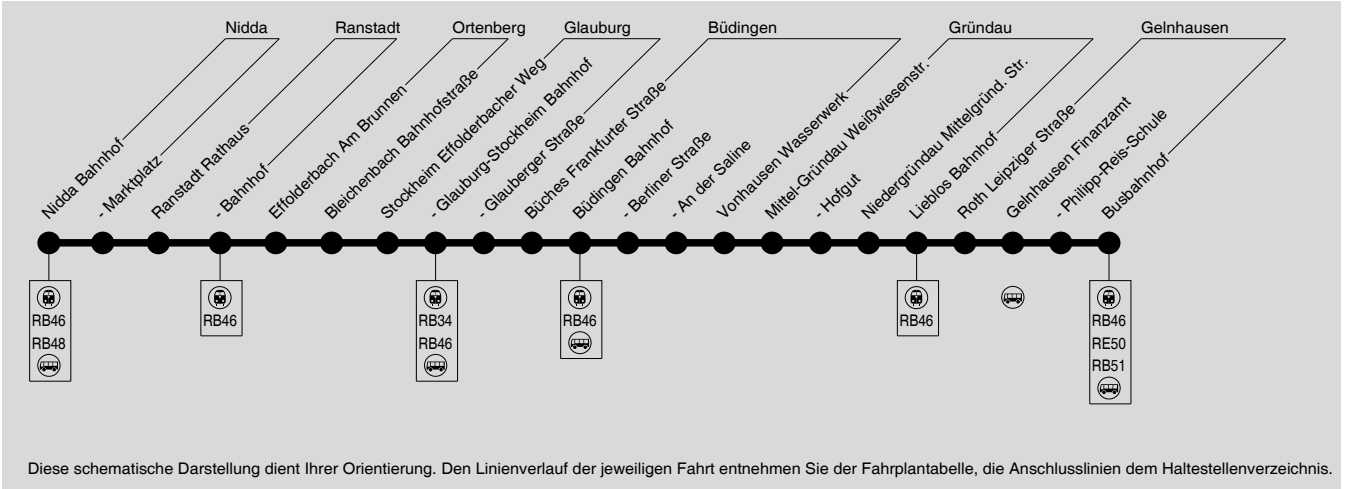 Nidda
Ranstadt
Ortenberg
Glauburg
Büdingen
Gründau
Gelnhausen
Nidda Bahnhof
- Marktplatz
Ranstadt Rathaus
- Bahnhof
Effolderbach Am Brunnen
Bleichenbach Bahnhofstraße
Stockheim Effolderbacher Weg
- Glauburg-Stockheim Bahnhof
- Glauberger Straße
Büches Frankfurter Straße
Büdingen Bahnhof
- Berliner Straße
- An der Saline
Vonhausen Wasserwerk
Mittel-Gründau Weißwiesenstr.
- Hofgut
Niedergründau Mittelgründ. Str.
Lieblos Bahnhof
Roth Leipziger Straße
Gelnhausen Finanzamt
- Philipp-Reis-Schule
Busbahnhof
RB46
RB48
RB46
RB34
RB46
RB46
RB46
RB46
RE50
RB51
Diese schematische Darstellung dient Ihrer Orientierung. Den Linienverlauf der jeweiligen Fahrt entnehmen Sie der Fahrplantabelle, die Anschlusslinien dem Haltestellenverzeichnis.